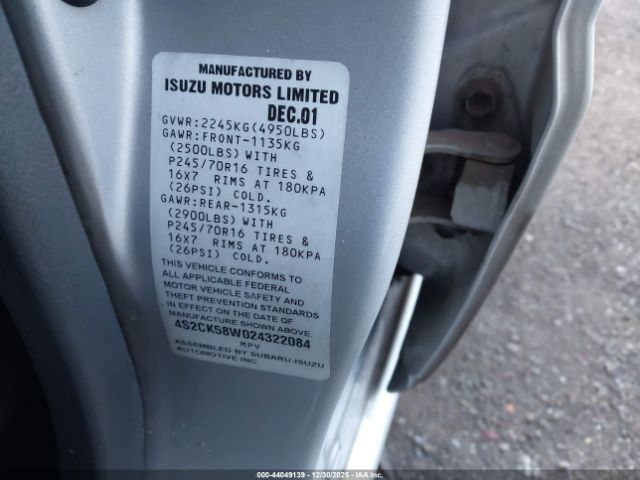 MANUFACTURED BY
ISUZU MOTORS LIMITED
DEC.01
GVWR:2245KG(4950LBS)
GAWR:FRONT-1135KG
(2500LBS) WITH
P245/70R16 TIRES &
16X7 RIMS AT 180KPA
(26PSI) COLD.
GAWR:REAR-1315KG
(2900LBS) WITH
P245/70R16 TIRES &
16X7 RIMS AT 180KPA
(26PSI) COLD.
THIS VEHICLE CONFORMS TO
ALL APPLICABLE FEDERAL
MOTOR VEHICLE SAFETY AND
THEFT PREVENTION STANDARDS
IN EFFECT ON THE DATE OF
MANUFACTURE SHOWN ABOVE.
4S2CK58W024322084
MPV
ASSEMBLED BY SUBARU-ISUZU
AUTOMOTIVE INC.
000-44049139 - 12/30/2025 - IAAI.COM